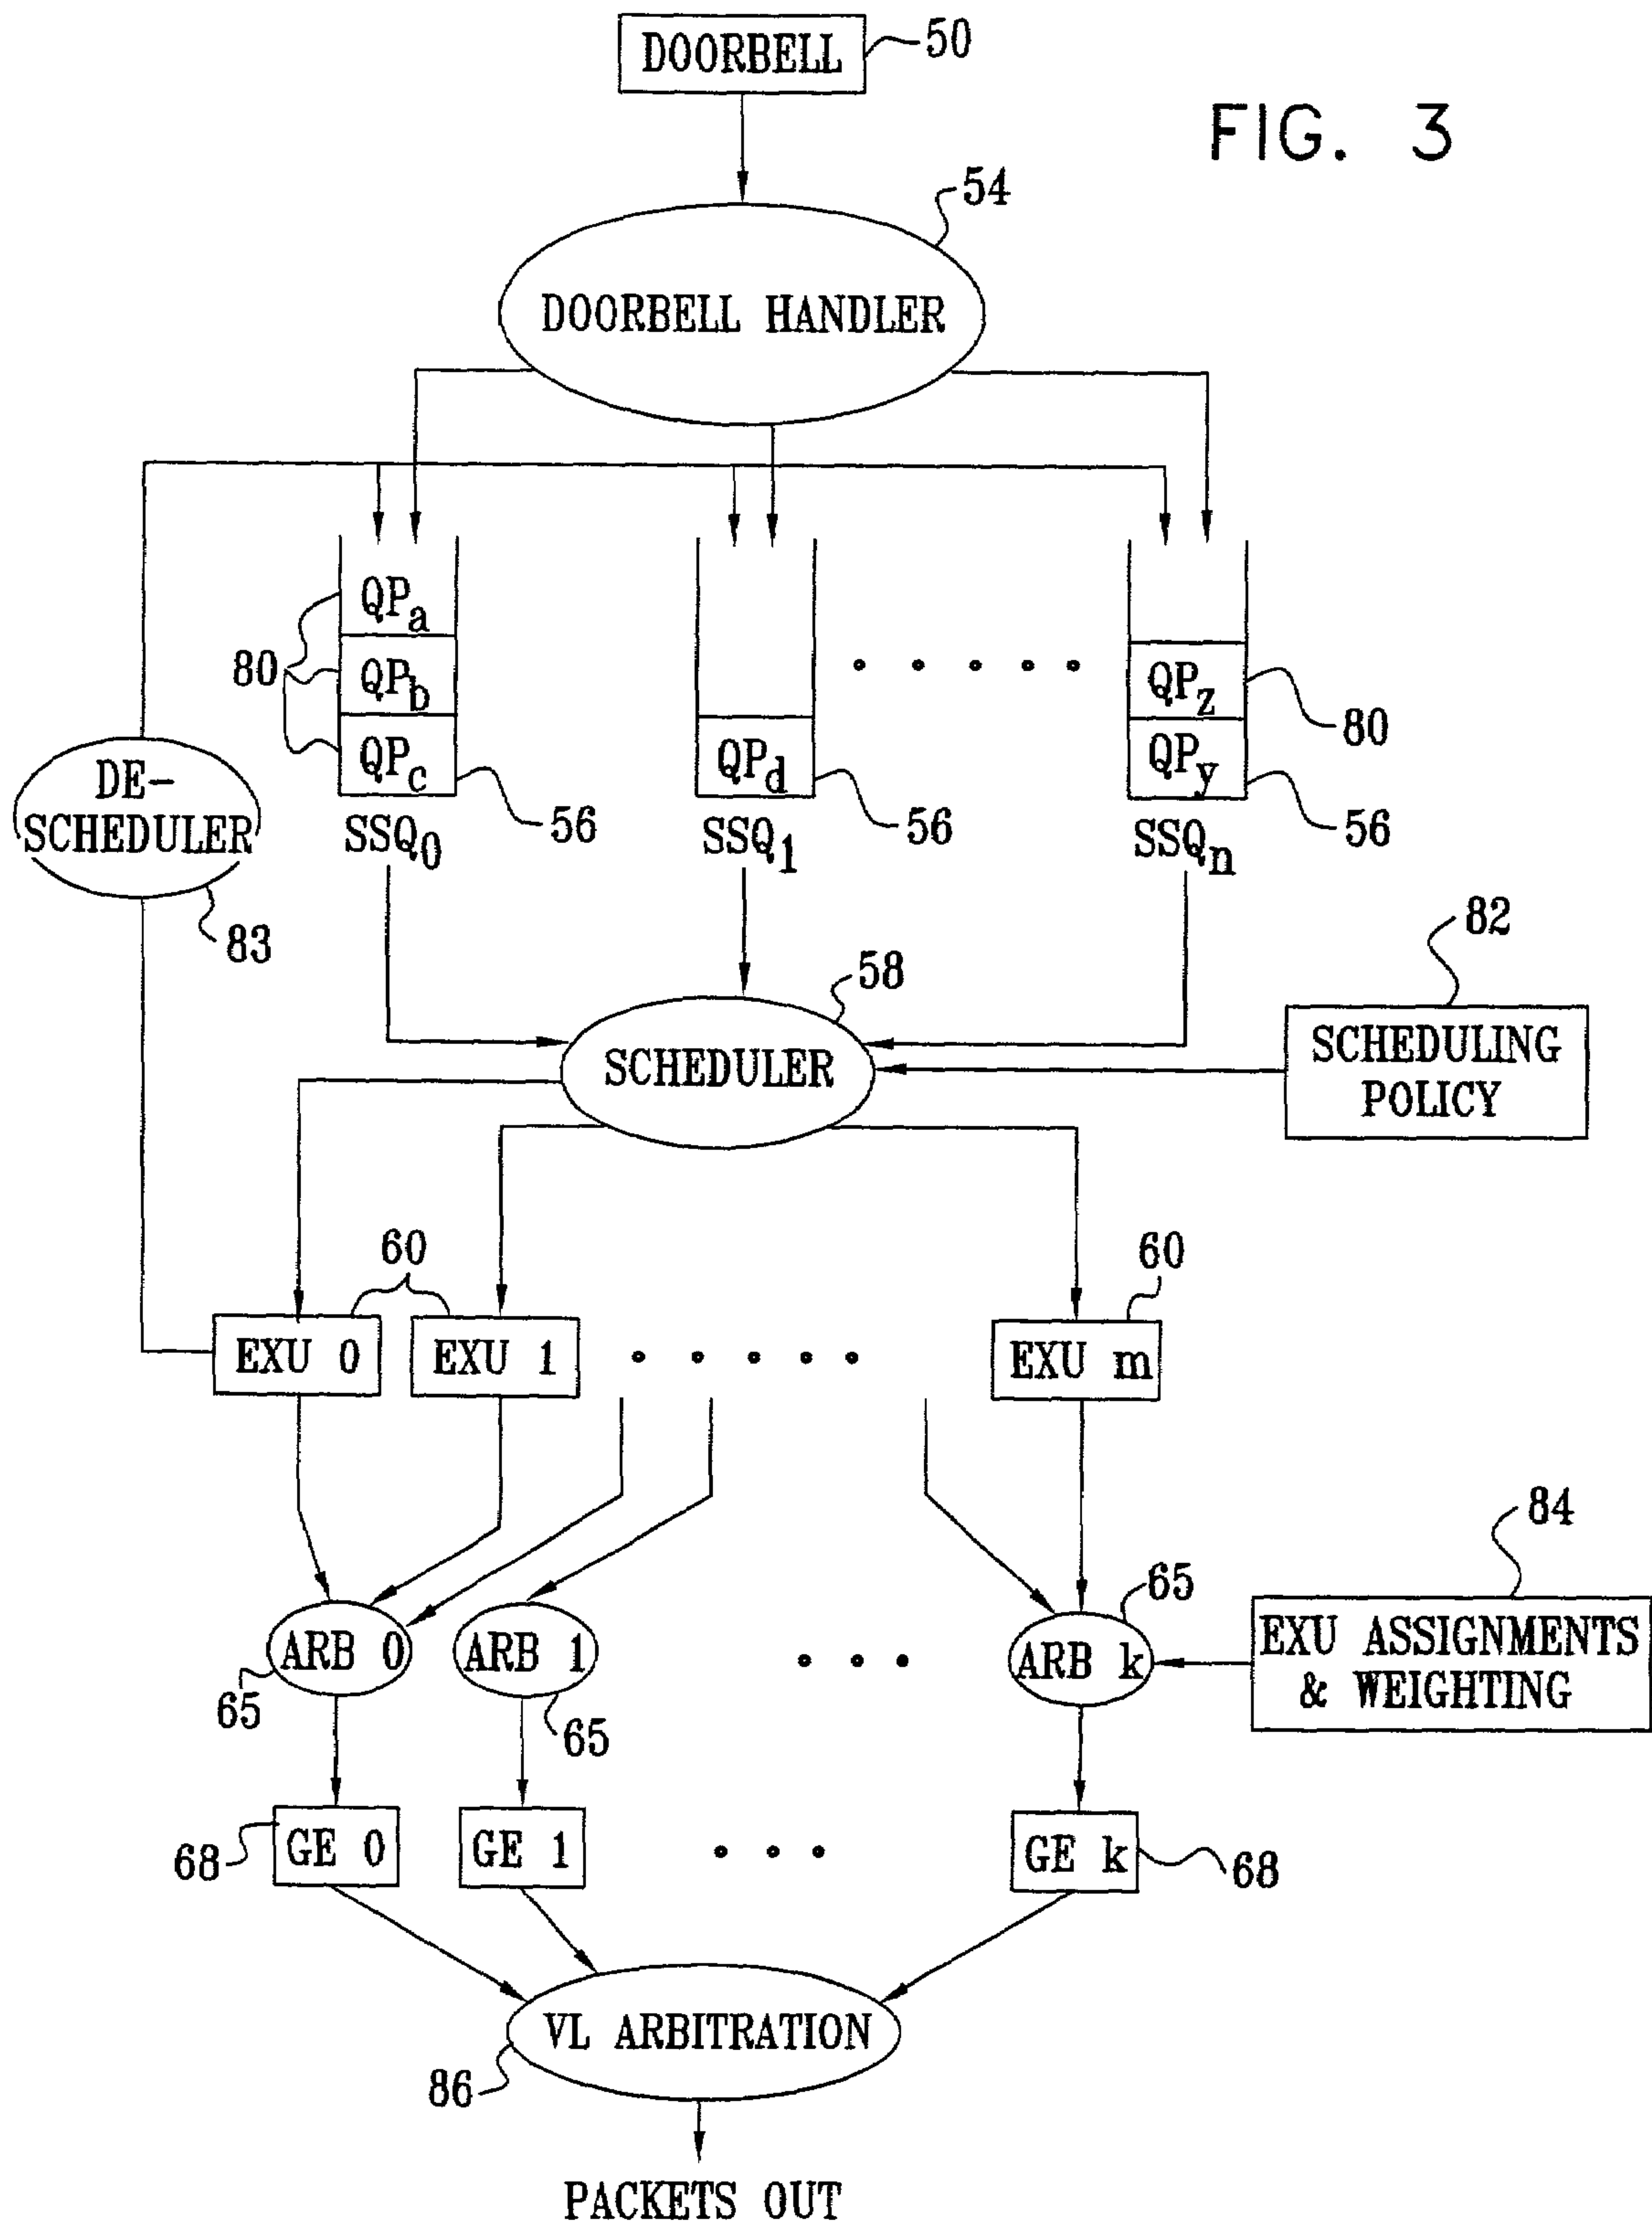 DOORBELL
50
FIG. 3
54
DOORBELL HANDLER
QPa
QPb
QPc
80
QPd
QPz
QPy
80
DE-
SCHEDULER
83
56
56
56
SSQ0
SSQ1
SSQn
58
82
SCHEDULER
SCHEDULING
POLICY
60
60
EXU 0
EXU 1
EXU m
84
65
ARB 0
ARB 1
ARB k
EXU ASSIGNMENTS
& WEIGHTING
65
65
GE 0
GE 1
GE k
68
68
VL ARBITRATION
86
PACKETS OUT